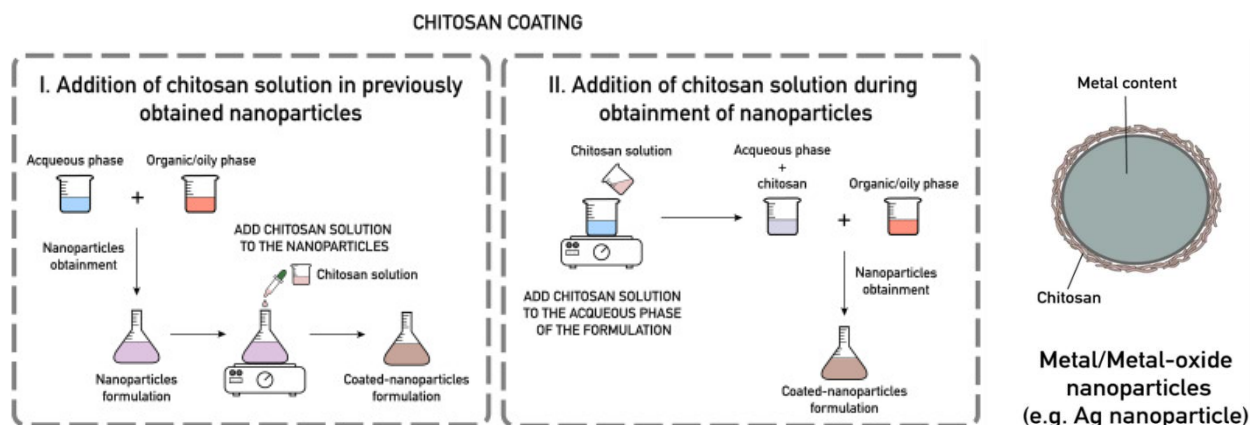 CHITOSAN COATING
I. Addition of chitosan solution in previously
obtained nanoparticles
Acqueous phase
Organic/oily phase
+
Nanoparticles
obtainment
ADD CHITOSAN SOLUTION
TO THE NANOPARTICLES
Chitosan solution
Nanoparticles
formulation
Coated-nanoparticles
formulation
II. Addition of chitosan solution during
obtainment of nanoparticles
Chitosan solution
Acqueous phase
+
chitosan
Organic/oily phase
+
ADD CHITOSAN SOLUTION
TO THE ACQUEOUS PHASE
OF THE FORMULATION
Nanoparticles
obtainment
Coated-nanoparticles
formulation
Metal content
Chitosan
Metal/Metal-oxide
nanoparticles
(e.g. Ag nanoparticle)